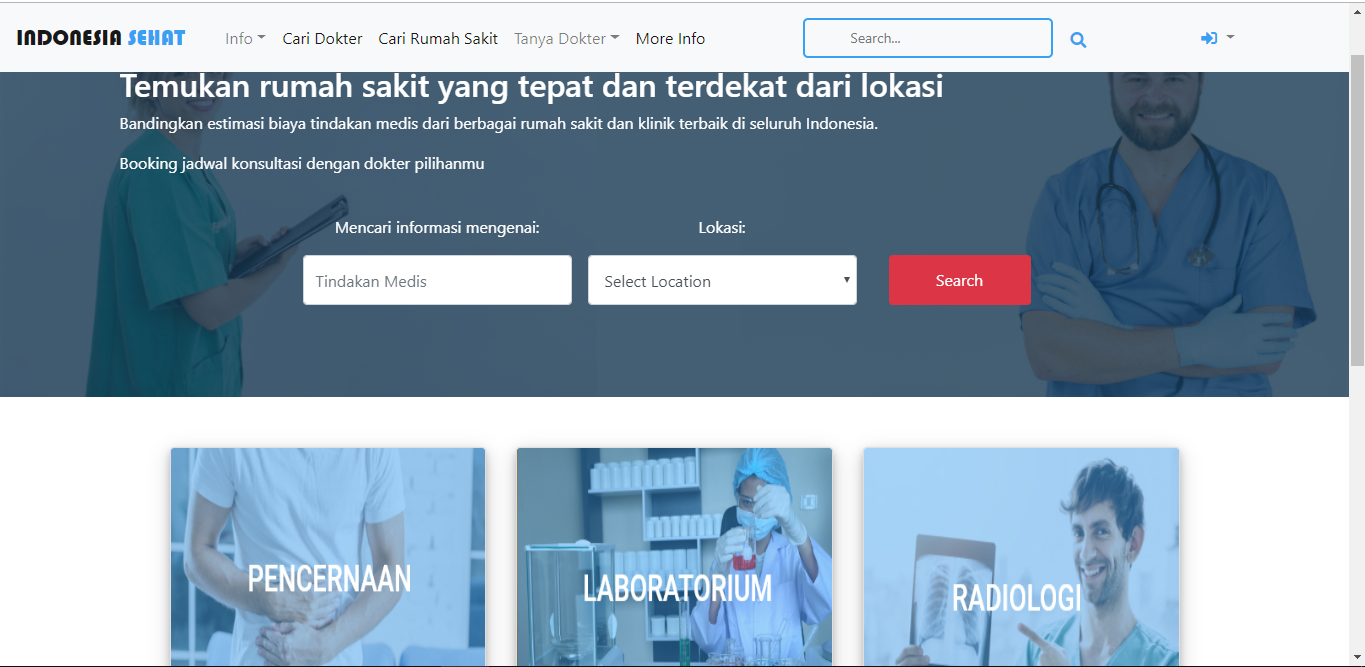 INDONESIA SEHAT
Info Cari Dokter Cari Rumah Sakit Tanya Dokter More Info
Search...
Temukan rumah sakit yang tepat dan terdekat dari lokasi
Bandingkan estimasi biaya tindakan medis dari berbagai rumah sakit dan klinik terbaik di seluruh Indonesia.
Booking jadwal konsultasi dengan dokter pilihanmu
Mencari informasi mengenai:
Lokasi:
Tindakan Medis
Select Location
Search
PENCERNAAN
LABORATORIUM
RADIOLOGI